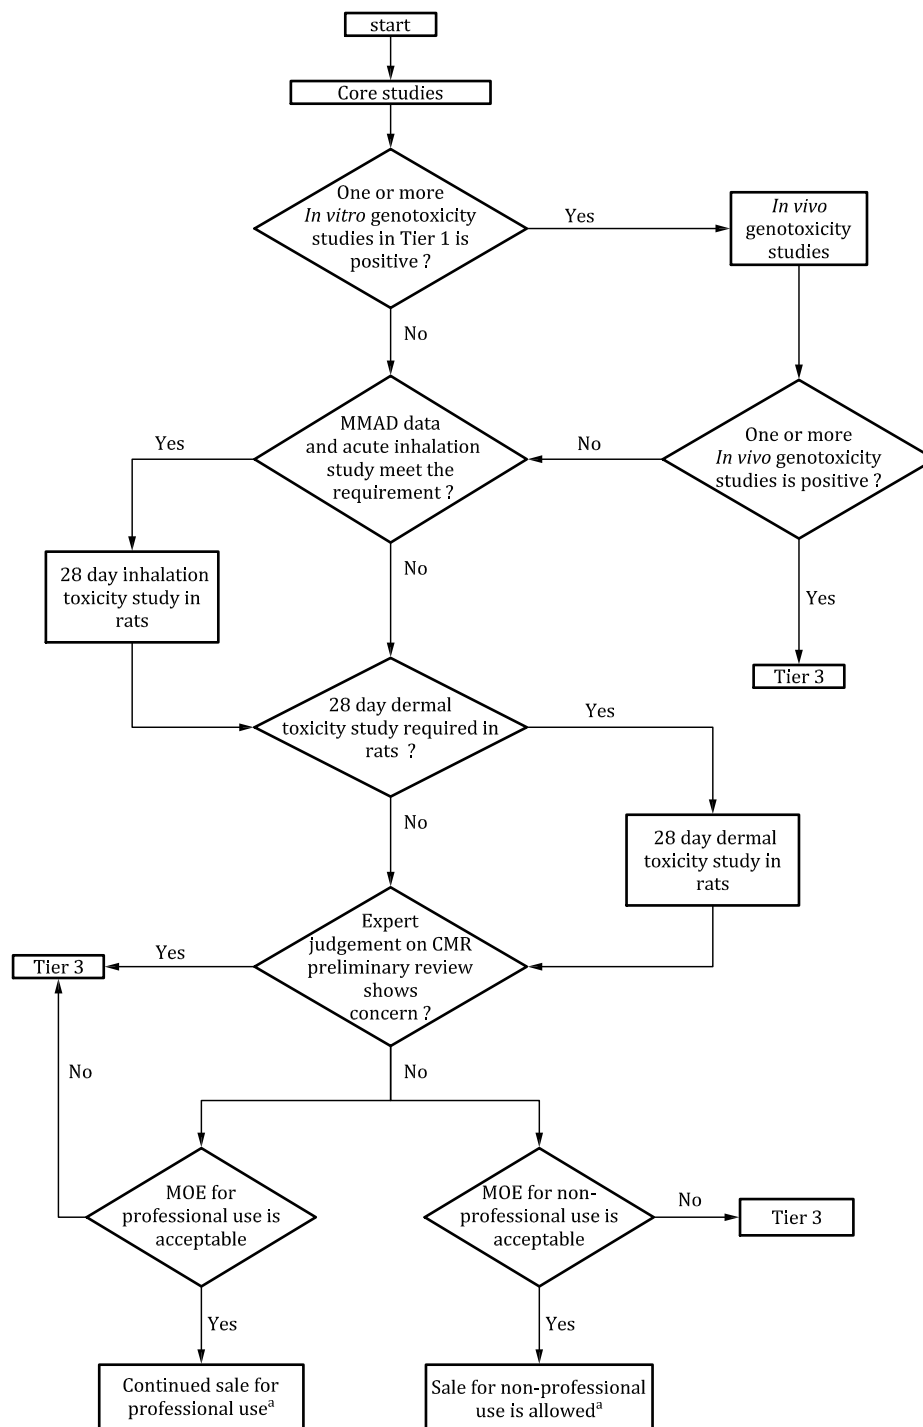 start
Core studies
One or more
In vitro genotoxicity
studies in Tier 1 is
positive ?
Yes
In vivo
genotoxicity
studies
No
MMAD data
and acute inhalation
study meet the
requirement ?
Yes
No
One or more
In vivo genotoxicity
studies is positive ?
28 day inhalation
toxicity study in
rats
No
Yes
Tier 3
28 day dermal
toxicity study required in
rats ?
Yes
No
28 day dermal
toxicity study in
rats
Expert
judgement on CMR
preliminary review
shows
concern ?
Yes
Tier 3
No
No
MOE for
professional use is
acceptable
MOE for non-
professional use is
acceptable
No
Tier 3
Yes
Yes
Continued sale for
professional useᵃ
Sale for non-professional
use is allowedᵃ